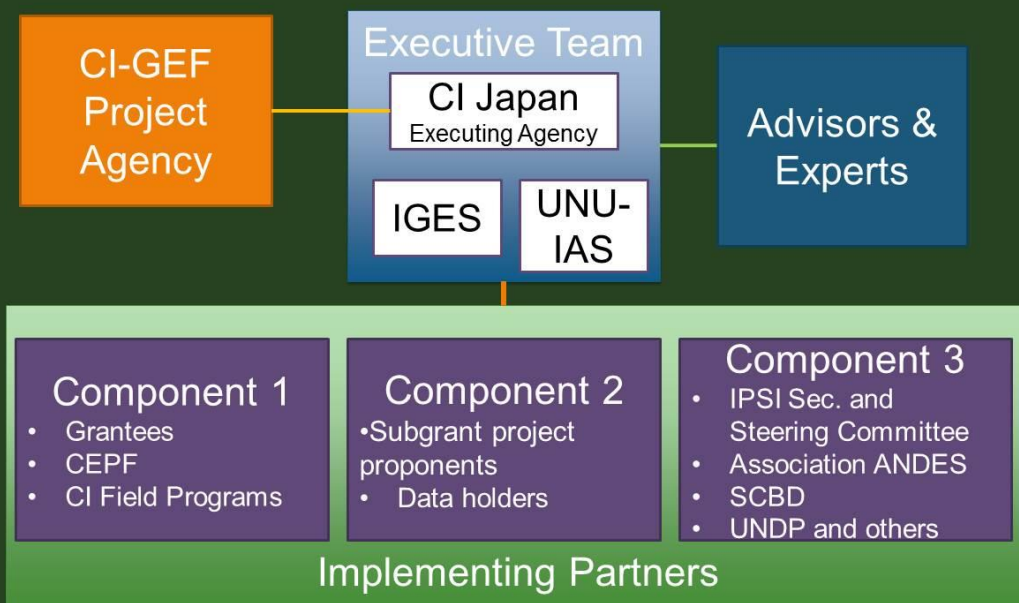 CI-GEF
Project
Agency
Executive Team
CI Japan
Executing Agency
IGES
UNU-
IAS
Advisors &
Experts
Component 1
• Grantees
• CEPF
• CI Field Programs
Component 2
•Subgrant project
proponents
• Data holders
Component 3
• IPSI Sec. and
Steering Committee
• Association ANDES
• SCBD
• UNDP and others
Implementing Partners